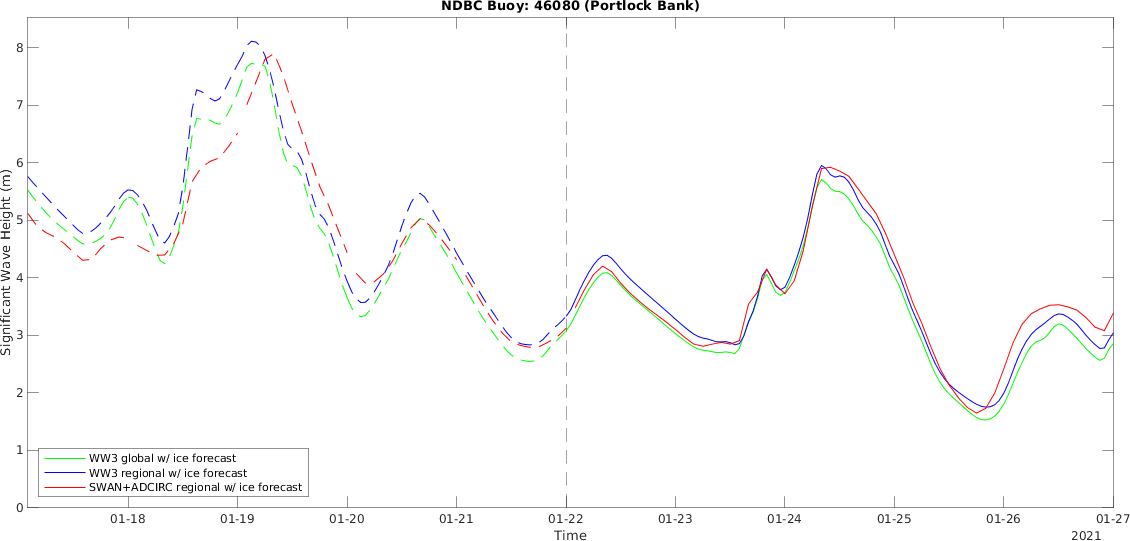 NDBC Buoy: 46080 (Portlock Bank)
Significant Wave Height (m)
8
7
6
5
4
3
2
1
0
WW3 global w/ ice forecast
WW3 regional w/ ice forecast
SWAN+ADCIRC regional w/ ice forecast
01-18 01-19 01-20 01-21 01-22 01-23 01-24 01-25 01-26 01-27
Time
2021